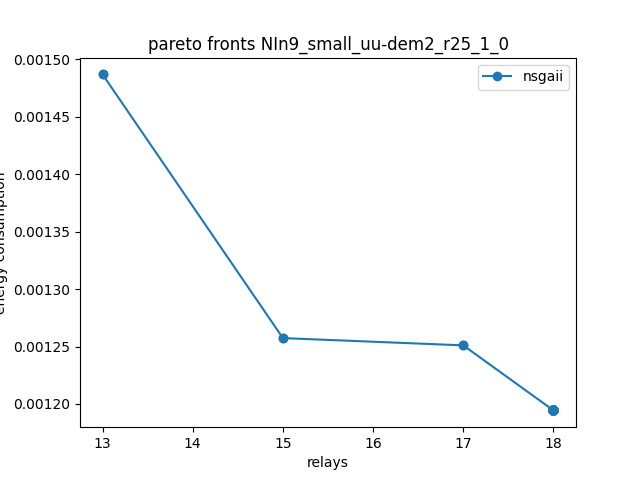 pareto fronts NIn9_small_uu-dem2_r25_1_0
nsgaii
0.00150
0.00145
0.00140
0.00135
0.00130
0.00125
0.00120
energy consumption
13 14 15 16 17 18
relays